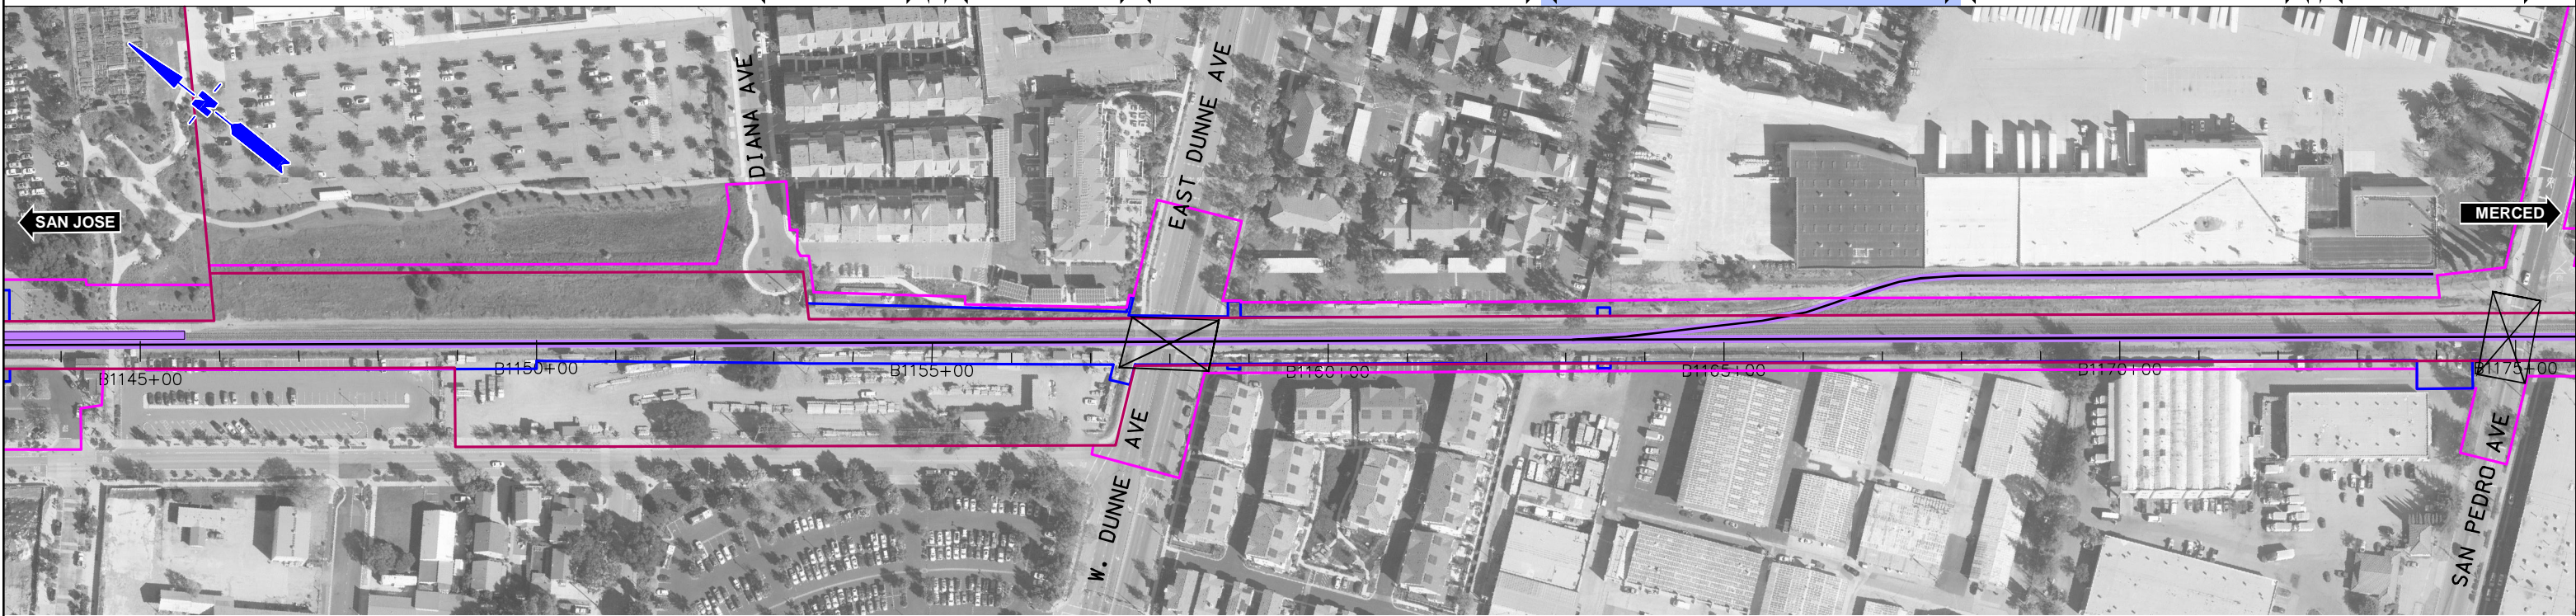 N
DIANA AVE
EAST DUNNE AVE
SAN JOSE
MERCED
B1145+00
B1150+00
B1155+00
B1160+00
B1165+00
B1170+00
B1175+00
W. DUNNE AVE
SAN PEDRO AVE